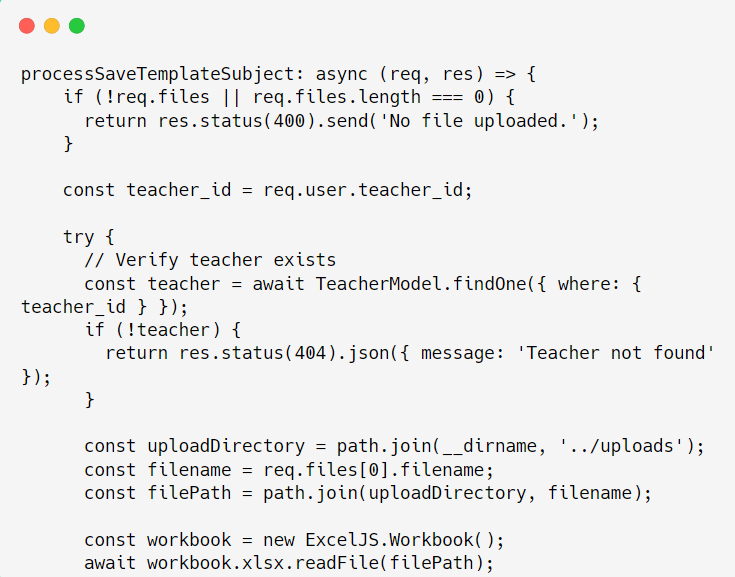 processSaveTemplateSubject: async (req, res) => {
    if (!req.files || req.files.length === 0) {
      return res.status(400).send('No file uploaded.');
    }

    const teacher_id = req.user.teacher_id;

    try {
      // Verify teacher exists
      const teacher = await TeacherModel.findOne({ where: {
teacher_id } });
      if (!teacher) {
        return res.status(404).json({ message: 'Teacher not found'
});
      }

      const uploadDirectory = path.join(__dirname, '../uploads');
      const filename = req.files[0].filename;
      const filePath = path.join(uploadDirectory, filename);

      const workbook = new ExcelJS.Workbook();
      await workbook.xlsx.readFile(filePath);